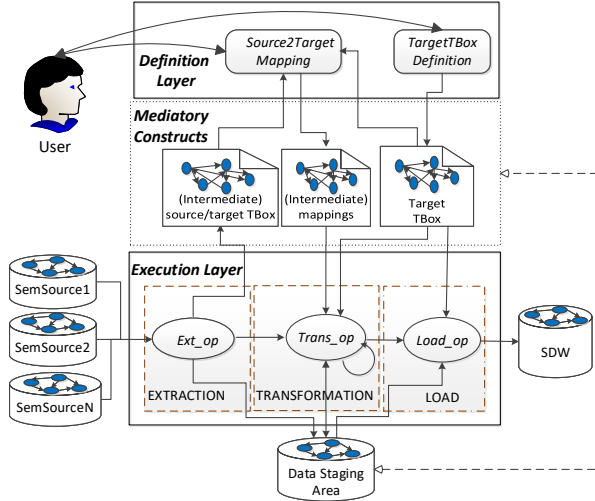 Definition
Layer
Source2Target
Mapping
TargetTBox
Definition
User
Mediatory
Constructs
(Intermediate)
source/target TBox
(Intermediate)
mappings
Target
TBox
Execution Layer
SemSource1
SemSource2
SemSourceN
Ext_op
Trans_op
Load_op
EXTRACTION
TRANSFORMATION
LOAD
SDW
Data Staging
Area